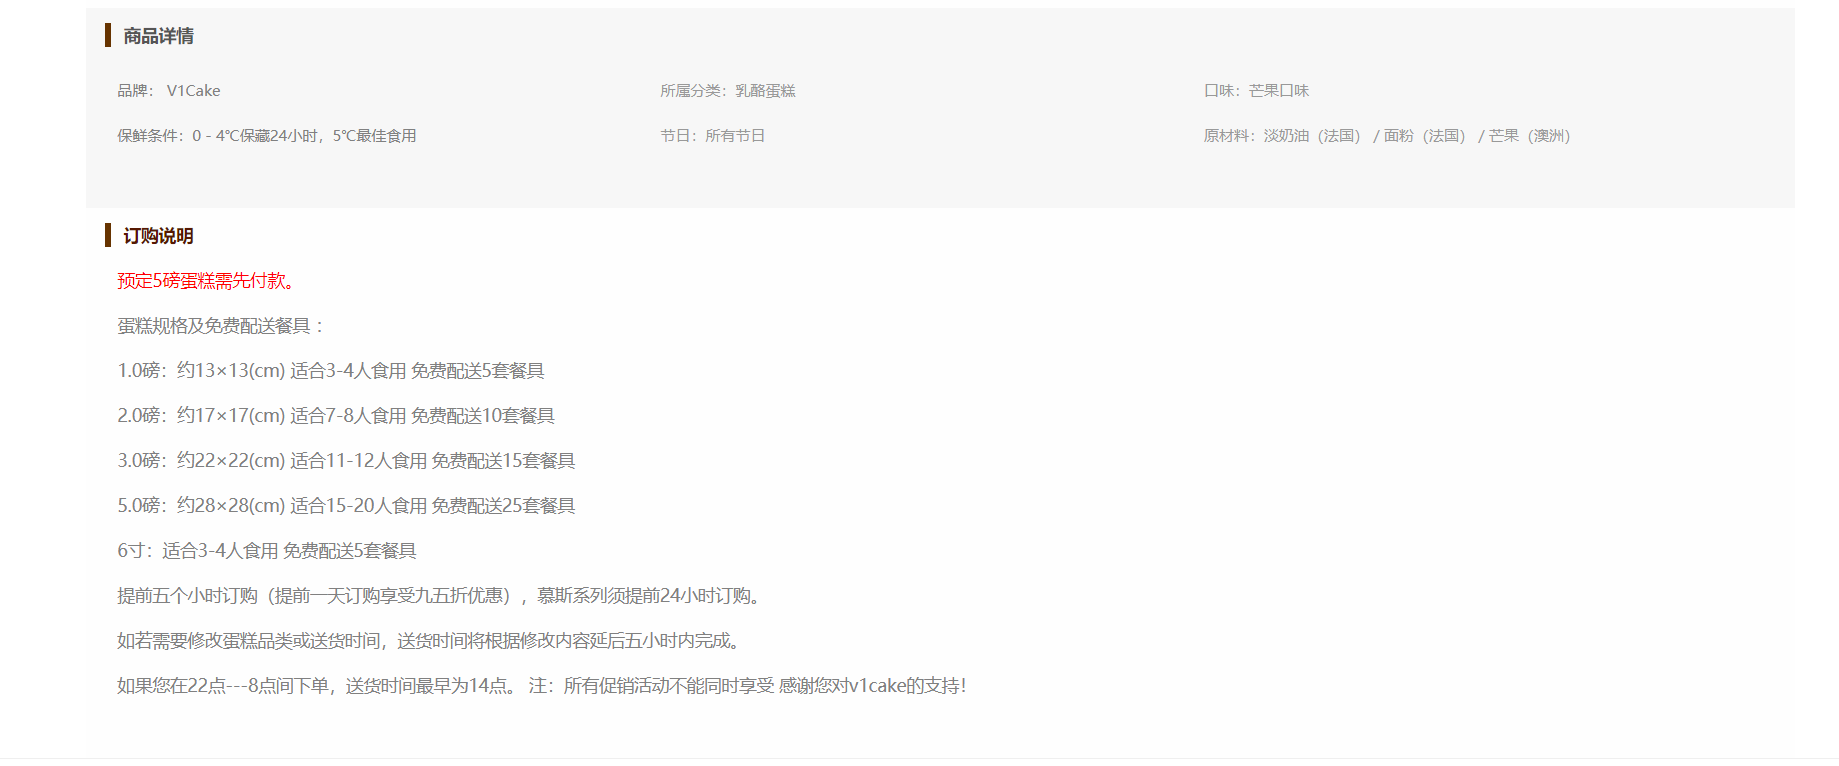 商品详情
品牌： V1Cake 所属分类：乳酪蛋糕 口味：芒果口味
保鲜条件：0 - 4℃保藏24小时，5℃最佳食用 节日：所有节日 原材料：淡奶油（法国） / 面粉（法国） / 芒果（澳洲）
订购说明
预定5磅蛋糕需先付款。
蛋糕规格及免费配送餐具 ：
1.0磅：约13×13(cm) 适合3-4人食用 免费配送5套餐具
2.0磅：约17×17(cm) 适合7-8人食用 免费配送10套餐具
3.0磅：约22×22(cm) 适合11-12人食用 免费配送15套餐具
5.0磅：约28×28(cm) 适合15-20人食用 免费配送25套餐具
6寸：适合3-4人食用 免费配送5套餐具
提前五个小时订购（提前一天订购享受九五折优惠），慕斯系列须提前24小时订购。
如若需要修改蛋糕品类或送货时间，送货时间将根据修改内容延后五小时内完成。
如果您在22点---8点间下单，送货时间最早为14点。 注：所有促销活动不能同时享受 感谢您对v1cake的支持！